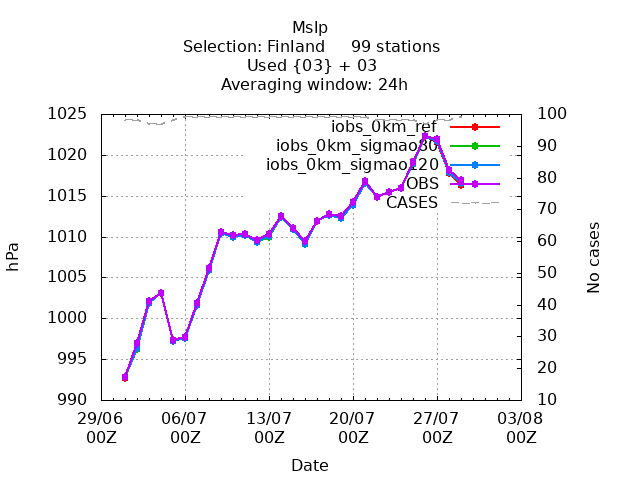 Mslp
Selection: Finland 99 stations
Used {03} + 03
Averaging window: 24h
1025
1020
1015
1010
1005
1000
995
990
hPa
100
90
80
70
60
50
40
30
20
10
No cases
iobs_0km_ref
iobs_0km_sigmao80
iobs_0km_sigmao120
OBS
CASES
29/06 06/07 13/07 20/07 27/07 03/08
00Z 00Z 00Z 00Z 00Z 00Z
Date